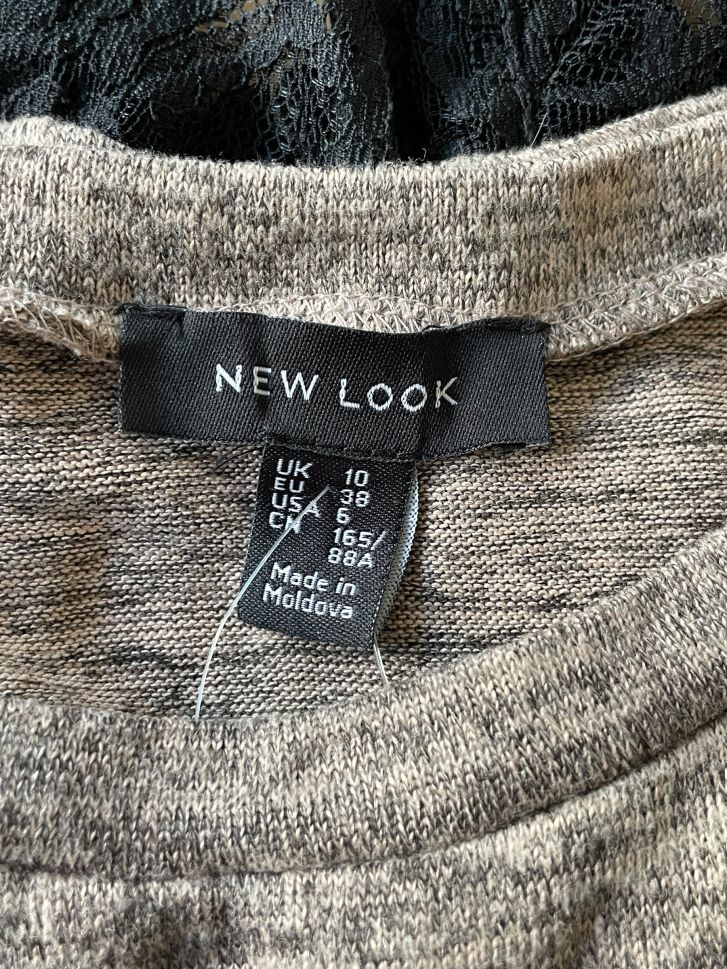 NEW LOOK
UK 10
EU 38
USA 6
CN 165/
88A
Made in
Moldova